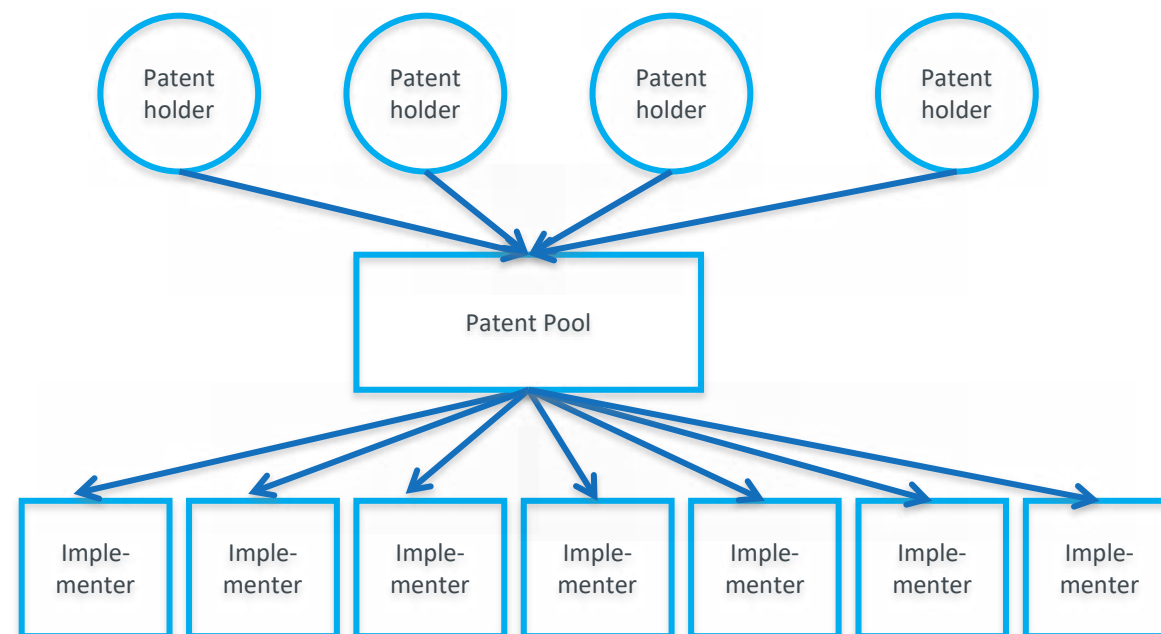 Patent
holder
Patent
holder
Patent
holder
Patent
holder
Patent Pool
Imple-
menter
Imple-
menter
Imple-
menter
Imple-
menter
Imple-
menter
Imple-
menter
Imple-
menter